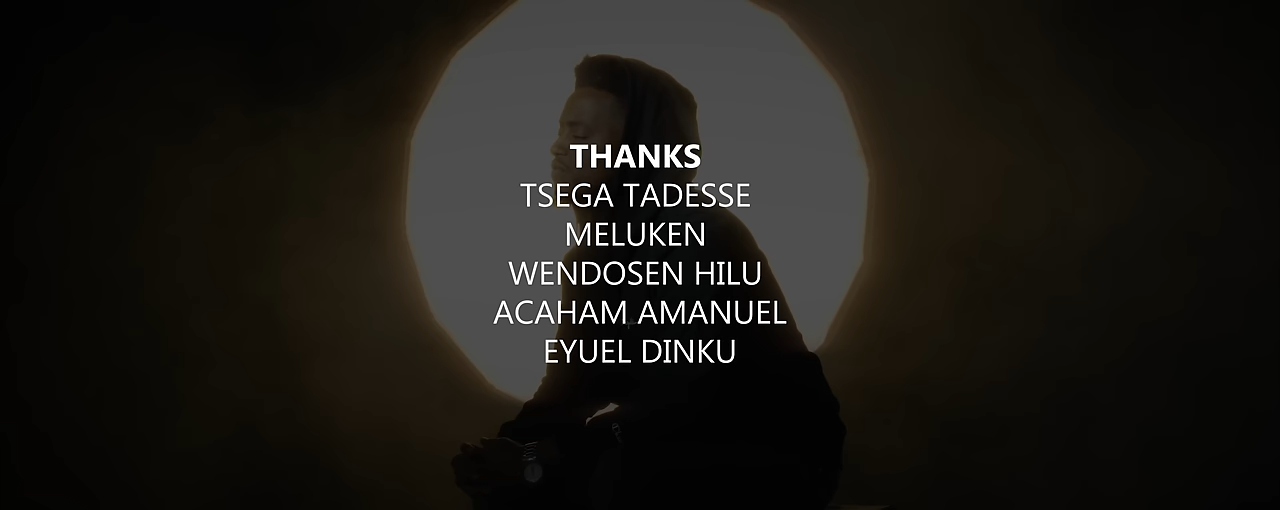 THANKS
TSEGA TADESSE
MELUKEN
WENDOSEN HILU
ACAHAM AMANUEL
EYUEL DINKU